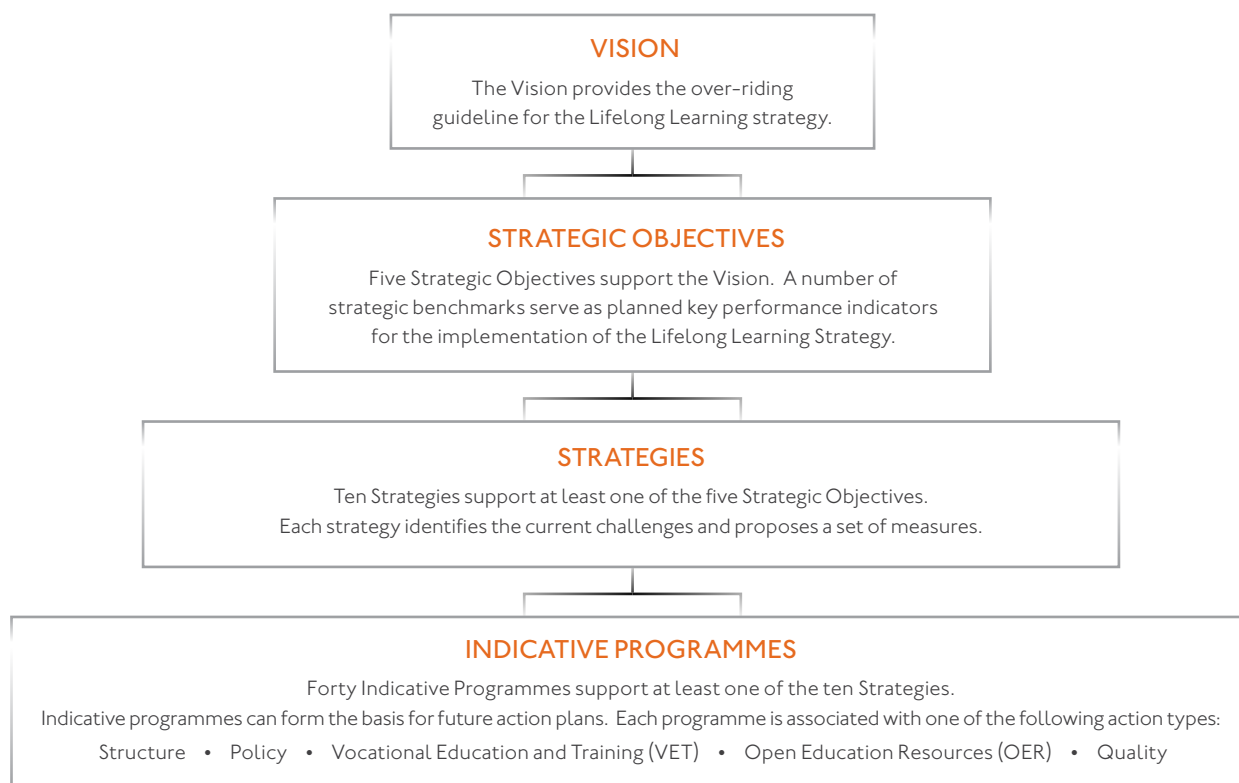 VISION
The Vision provides the over-riding
guideline for the Lifelong Learning strategy.
STRATEGIC OBJECTIVES
Five Strategic Objectives support the Vision. A number of
strategic benchmarks serve as planned key performance indicators
for the implementation of the Lifelong Learning Strategy.
STRATEGIES
Ten Strategies support at least one of the five Strategic Objectives.
Each strategy identifies the current challenges and proposes a set of measures.
INDICATIVE PROGRAMMES
Forty Indicative Programmes support at least one of the ten Strategies.
Indicative programmes can form the basis for future action plans. Each programme is associated with one of the following action types:
Structure • Policy • Vocational Education and Training (VET) • Open Education Resources (OER) • Quality